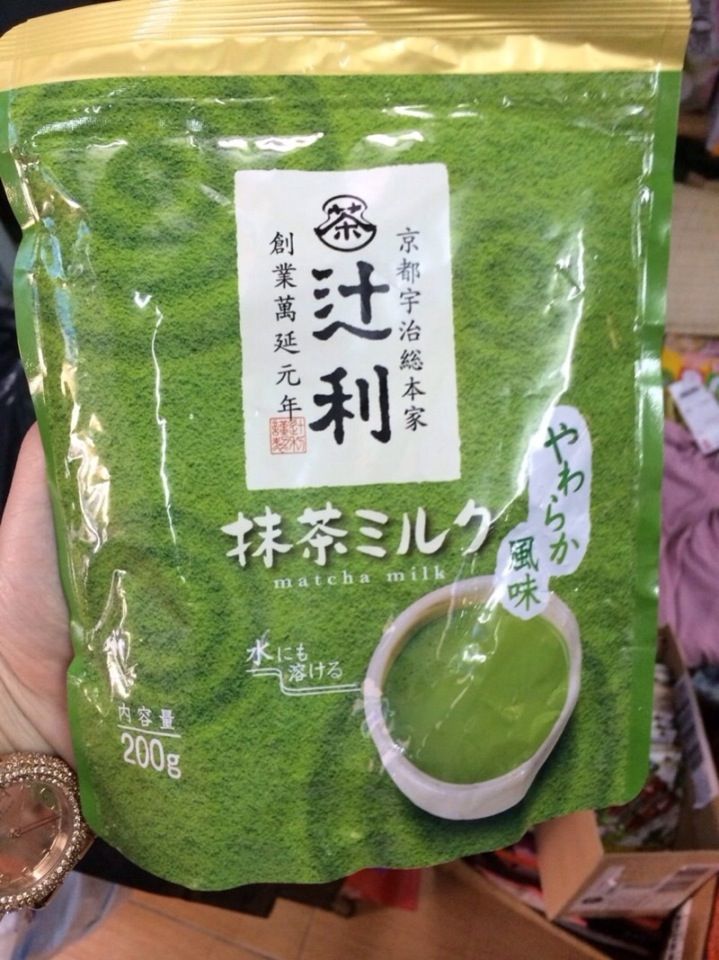 茶
京都宇治総本家
辻利
創業萬延元年
抹茶ミルク
matcha milk
やわらか
風味
水にも
溶ける
内容量
200g